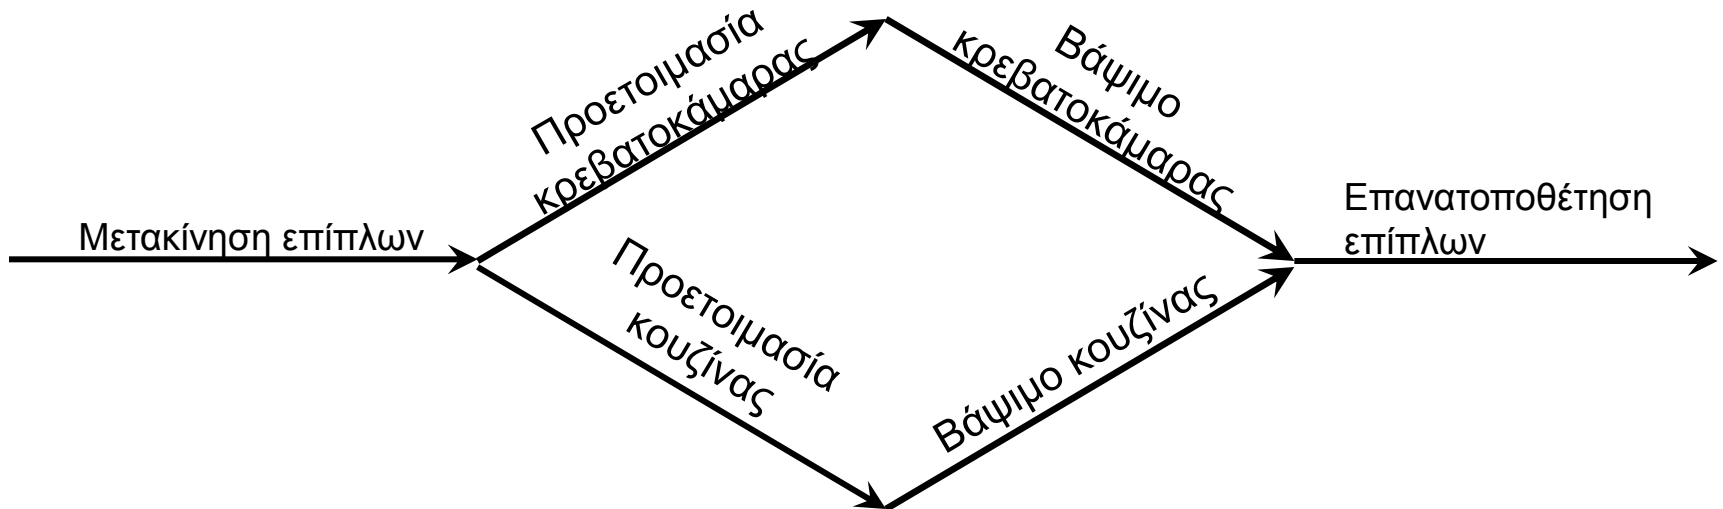 Προετοιμασία
κρεβατοκάμαρας
Βάψιμο
κρεβατοκάμαρας
Μετακίνηση επίπλων
Επανατοποθέτηση
επίπλων
Προετοιμασία
κουζίνας
Βάψιμο κουζίνας